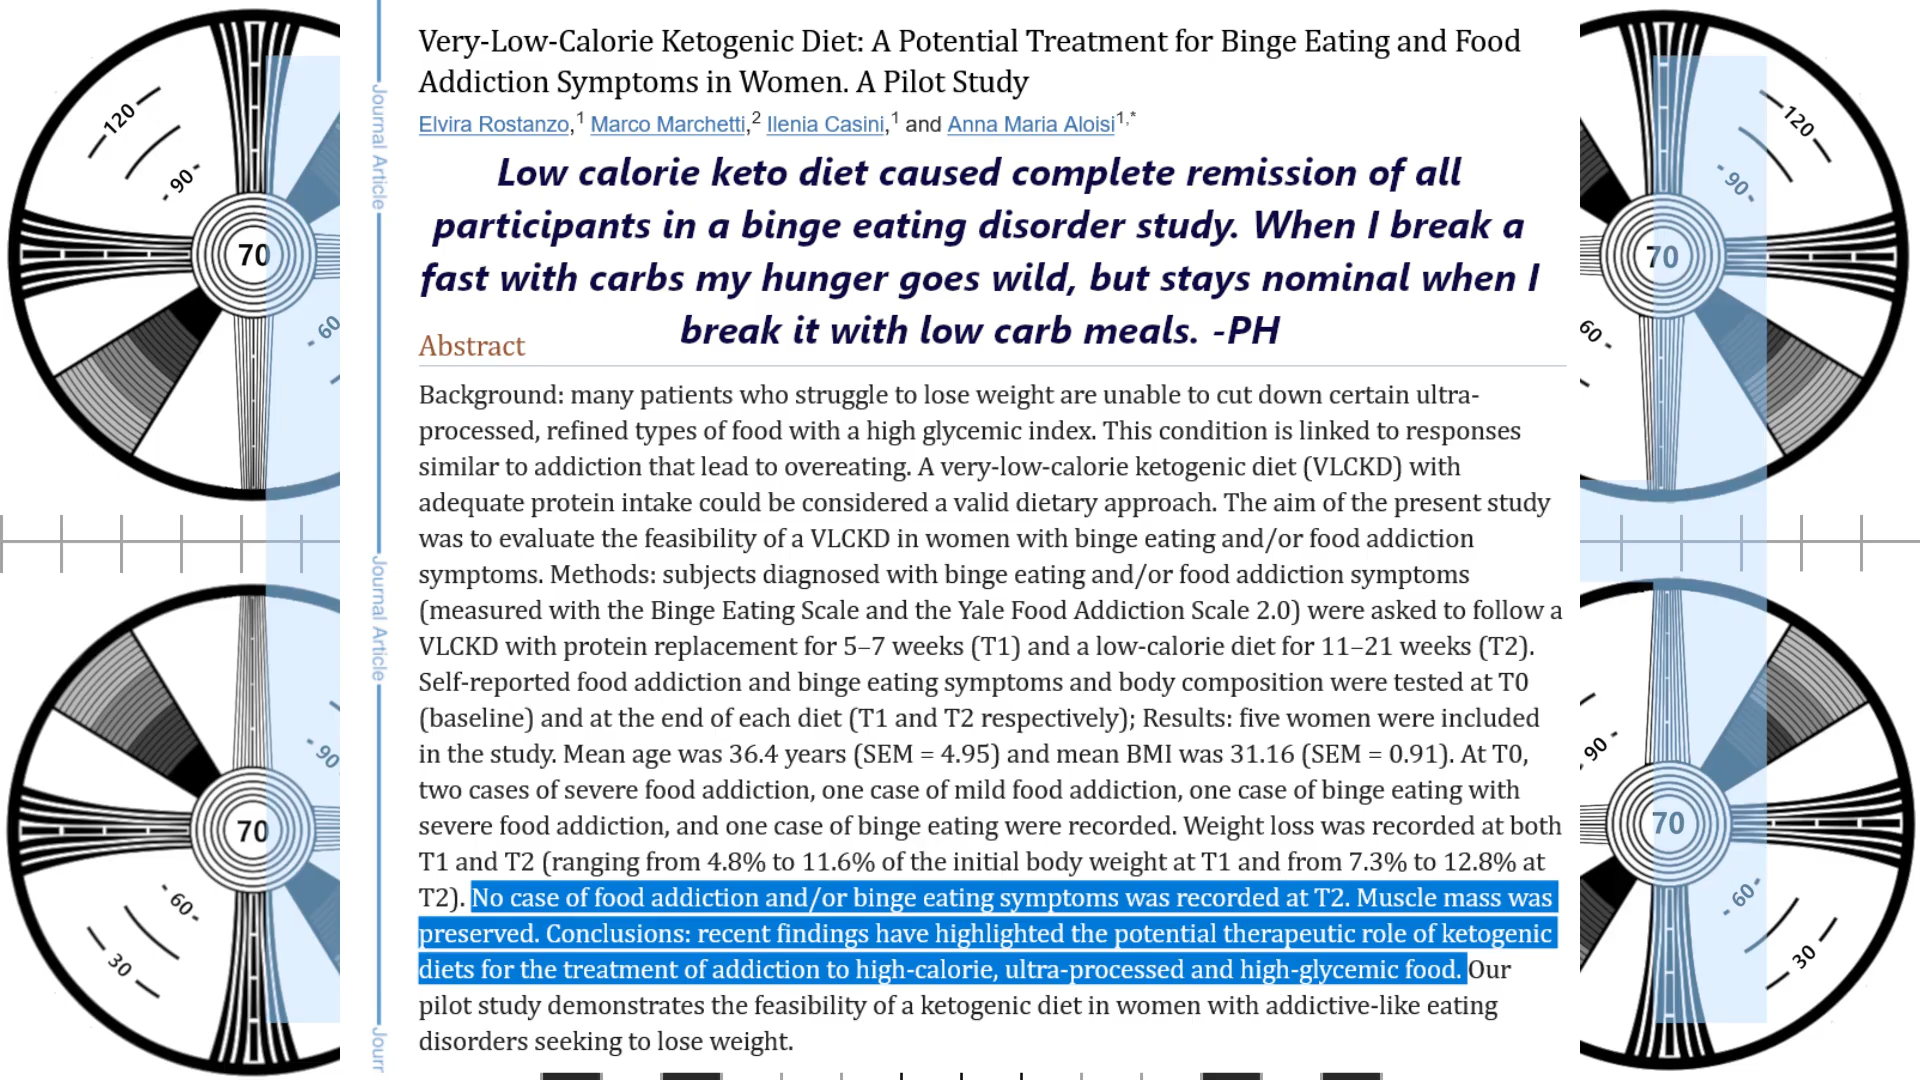 Very-Low-Calorie Ketogenic Diet: A Potential Treatment for Binge Eating and Food
Addiction Symptoms in Women. A Pilot Study
Elvira Rostanzo,1 Marco Marchetti,2 Ilenia Casini,1 and Anna Maria Aloisi1,*
Low calorie keto diet caused complete remission of all
participants in a binge eating disorder study. When I break a
fast with carbs my hunger goes wild, but stays nominal when I
break it with low carb meals. -PH
Abstract
Background: many patients who struggle to lose weight are unable to cut down certain ultra-
processed, refined types of food with a high glycemic index. This condition is linked to responses
similar to addiction that lead to overeating. A very-low-calorie ketogenic diet (VLCKD) with
adequate protein intake could be considered a valid dietary approach. The aim of the present study
was to evaluate the feasibility of a VLCKD in women with binge eating and/or food addiction
symptoms. Methods: subjects diagnosed with binge eating and/or food addiction symptoms
(measured with the Binge Eating Scale and the Yale Food Addiction Scale 2.0) were asked to follow a
VLCKD with protein replacement for 5–7 weeks (T1) and a low-calorie diet for 11–21 weeks (T2).
Self-reported food addiction and binge eating symptoms and body composition were tested at T0
(baseline) and at the end of each diet (T1 and T2 respectively); Results: five women were included
in the study. Mean age was 36.4 years (SEM = 4.95) and mean BMI was 31.16 (SEM = 0.91). At T0,
two cases of severe food addiction, one case of mild food addiction, one case of binge eating with
severe food addiction, and one case of binge eating were recorded. Weight loss was recorded at both
T1 and T2 (ranging from 4.8% to 11.6% of the initial body weight at T1 and from 7.3% to 12.8% at
T2). No case of food addiction and/or binge eating symptoms was recorded at T2. Muscle mass was
preserved. Conclusions: recent findings have highlighted the potential therapeutic role of ketogenic
diets for the treatment of addiction to high-calorie, ultra-processed and high-glycemic food. Our
pilot study demonstrates the feasibility of a ketogenic diet in women with addictive-like eating
disorders seeking to lose weight.
Journal Article
Journal Article
Jour
120
- 90 -
70
- 60
- 90
70
- 60 -
30
120
- 90 -
70
60 -
- 90 -
70
- 60 -
30